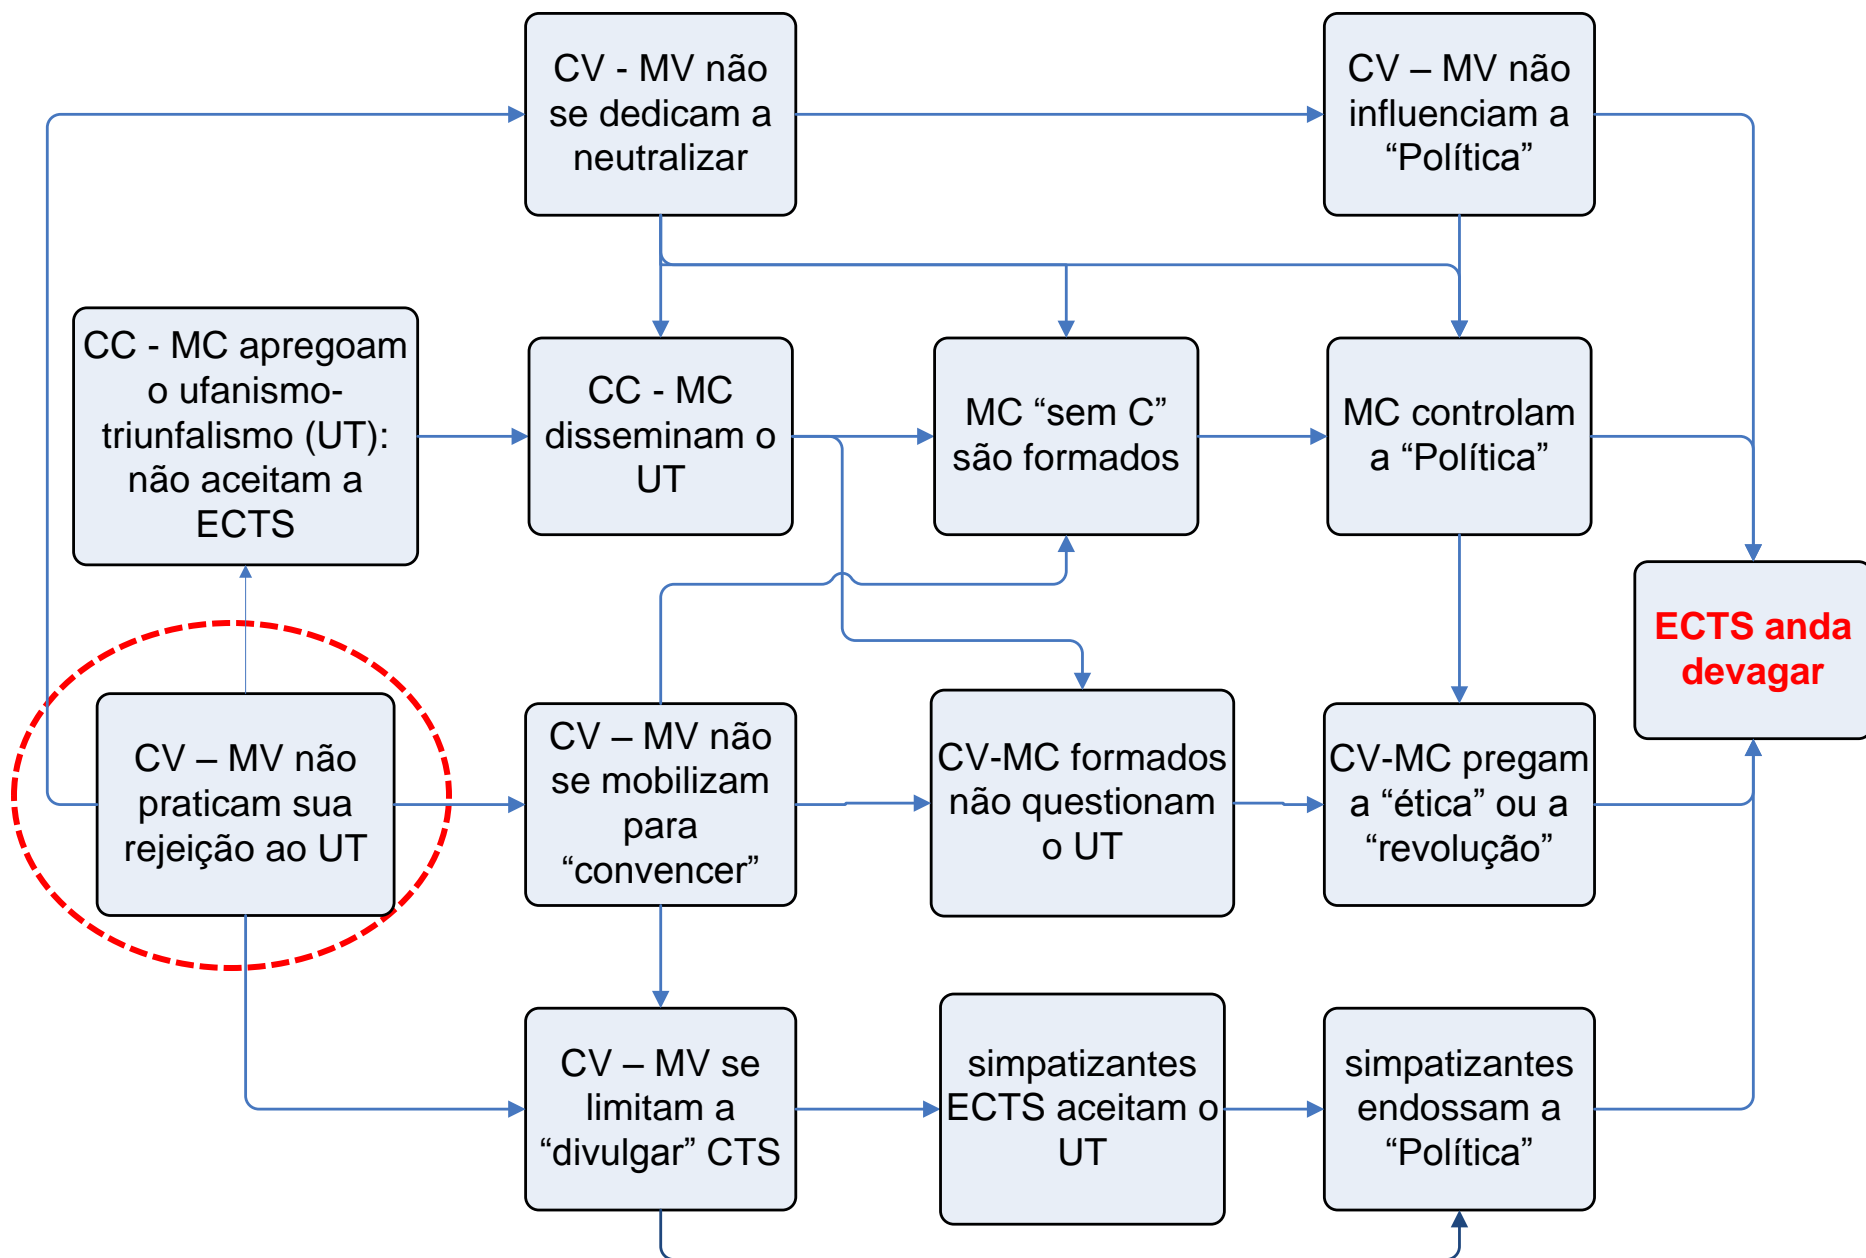 CV - MV não
se dedicam a
neutralizar
CV – MV não
influenciam a
“Política”
CC - MC apregoam
o ufanismo-
triunfalismo (UT):
não aceitam a
ECTS
CC - MC
disseminam o
UT
MC “sem C”
são formados
MC controlam
a “Política”
ECTS anda
devagar
CV – MV não
praticam sua
rejeição ao UT
CV – MV não
se mobilizam
para
“convencer”
CV-MC formados
não questionam
o UT
CV-MC pregam
a “ética” ou a
“revolução”
CV – MV se
limitam a
“divulgar” CTS
simpatizantes
ECTS aceitam o
UT
simpatizantes
endossam a
“Política”